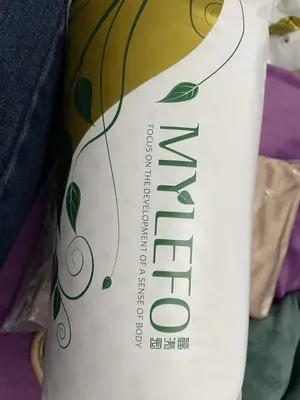 MYLEFO
FOCUS ON THE DEVELOPMENT OF A SENSE OF BODY